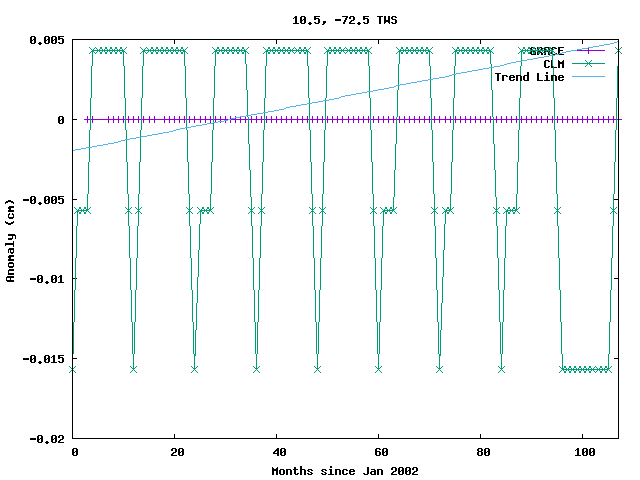 10.5, -72.5 TWS
0.005
0
-0.005
-0.01
-0.015
-0.02
Anomaly (cm)
GRACE
CLM
Trend Line
0 20 40 60 80 100
Months since Jan 2002